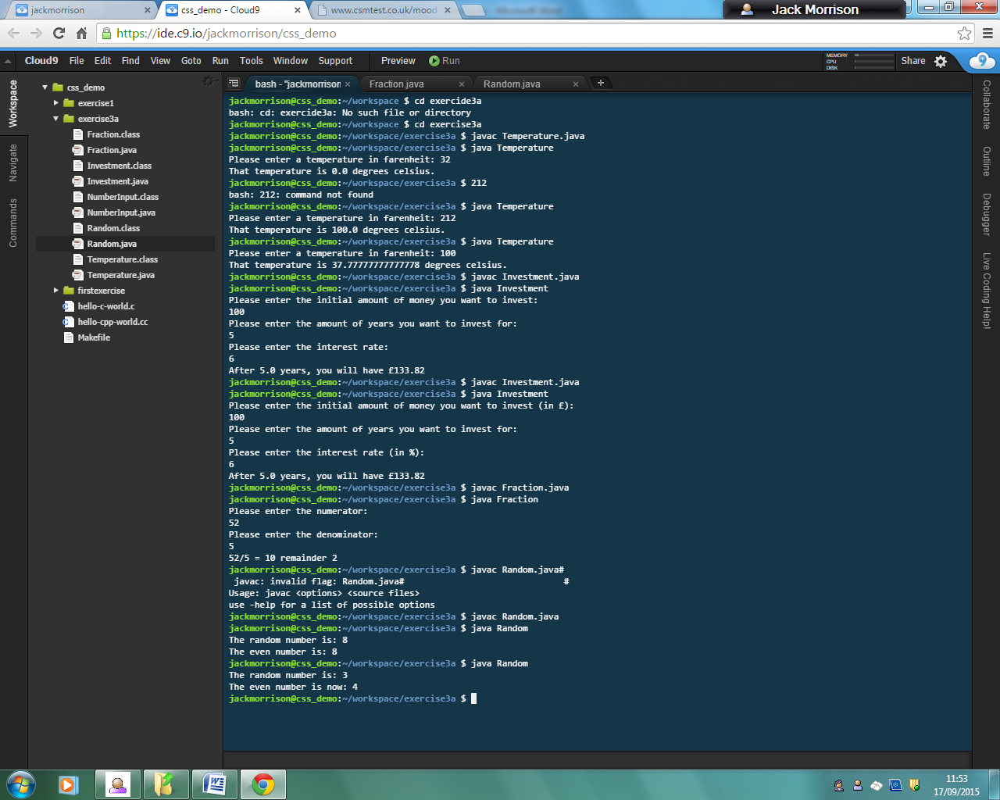 jackmorrison
css_demo - Cloud9
www.csmtest.co.uk/mood
Jack Morrison
https://ide.c9.io/jackmorrison/css_demo
Cloud9 File Edit Find View Goto Run Tools Window Support Preview Run
MEMORY
CPU
DISK
Share
9
Workspace
Navigate
Commands
css_demo
exercise1
exercise3a
Fraction.class
Fraction.java
Investment.class
Investment.java
NumberInput.class
NumberInput.java
Random.class
Random.java
Temperature.class
Temperature.java
firstexercise
hello-c-world.c
hello-cpp-world.cc
Makefile
bash - "jackmorrison
Fraction.java
Random.java
jackmorrison@css_demo:~/workspace $ cd exercide3a
bash: cd: exercide3a: No such file or directory
jackmorrison@css_demo:~/workspace $ cd exercise3a
jackmorrison@css_demo:~/workspace/exercise3a $ javac Temperature.java
jackmorrison@css_demo:~/workspace/exercise3a $ java Temperature
Please enter a temperature in farenheit: 32
That temperature is 0.0 degrees celsius.
jackmorrison@css_demo:~/workspace/exercise3a $ 212
bash: 212: command not found
jackmorrison@css_demo:~/workspace/exercise3a $ java Temperature
Please enter a temperature in farenheit: 212
That temperature is 100.0 degrees celsius.
jackmorrison@css_demo:~/workspace/exercise3a $ java Temperature
Please enter a temperature in farenheit: 100
That temperature is 37.77777777777778 degrees celsius.
jackmorrison@css_demo:~/workspace/exercise3a $ javac Investment.java
jackmorrison@css_demo:~/workspace/exercise3a $ java Investment
Please enter the initial amount of money you want to invest:
100
Please enter the amount of years you want to invest for:
5
Please enter the interest rate:
6
After 5.0 years, you will have £133.82
jackmorrison@css_demo:~/workspace/exercise3a $ javac Investment.java
jackmorrison@css_demo:~/workspace/exercise3a $ java Investment
Please enter the initial amount of money you want to invest (in £):
100
Please enter the amount of years you want to invest for:
5
Please enter the interest rate (in %):
6
After 5.0 years, you will have £133.82
jackmorrison@css_demo:~/workspace/exercise3a $ javac Fraction.java
jackmorrison@css_demo:~/workspace/exercise3a $ java Fraction
Please enter the numerator:
52
Please enter the denominator:
5
52/5 = 10 remainder 2
jackmorrison@css_demo:~/workspace/exercise3a $ javac Random.java#
javac: invalid flag: Random.java# #
Usage: javac <options> <source files>
use -help for a list of possible options
jackmorrison@css_demo:~/workspace/exercise3a $ javac Random.java
jackmorrison@css_demo:~/workspace/exercise3a $ java Random
The random number is: 8
The even number is: 8
jackmorrison@css_demo:~/workspace/exercise3a $ java Random
The random number is: 3
The even number is now: 4
jackmorrison@css_demo:~/workspace/exercise3a $
Collaborate
Outline
Debugger
Live Coding Help!
11:53
17/09/2015